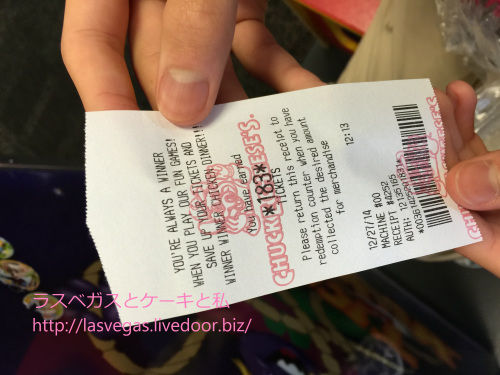 YOU'RE ALWAYS A WINNER
WHEN YOU PLAY OUR FUN GAMES!
SAVE UP YOUR TICKETS AND
WINNER WINNER CHICKEN DINNER!!!
You have earned
*183*
TICKETS
CHUCK E. CHEESE'S.
Please return this receipt to
redemption counter when you have
collected the desired amount
for merchandise
12/27/14 12:13
MACHINE #00
RECEIPT #4252
ラスベガスとケーキと私
http://lasvegas.livedoor.biz/